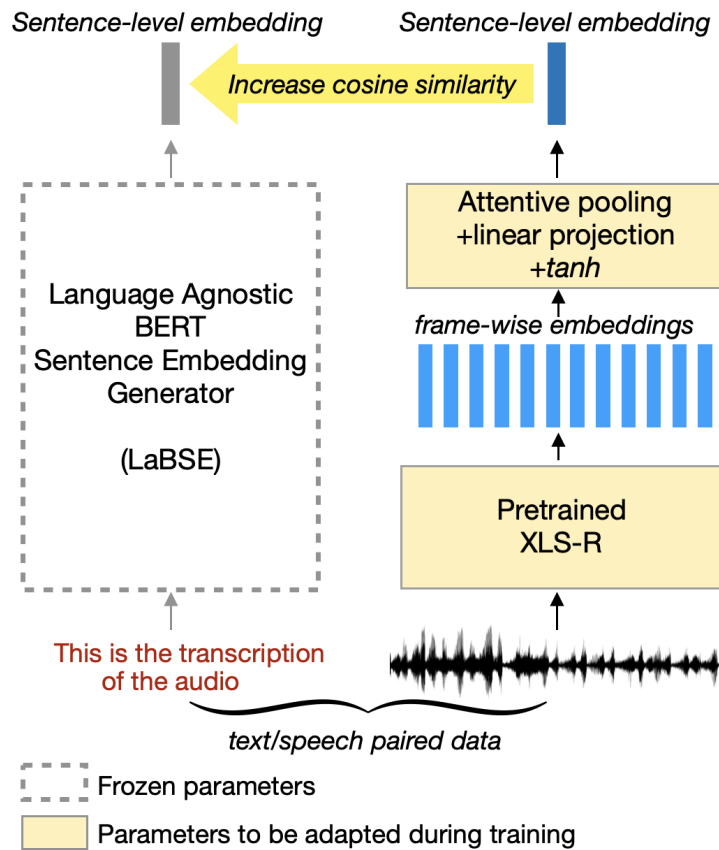 Sentence-level embedding
Sentence-level embedding
Increase cosine similarity
Language Agnostic
BERT
Sentence Embedding
Generator
(LaBSE)
Attentive pooling
+linear projection
+tanh
frame-wise embeddings
Pretrained
XLS-R
This is the transcription
of the audio
text/speech paired data
Frozen parameters
Parameters to be adapted during training